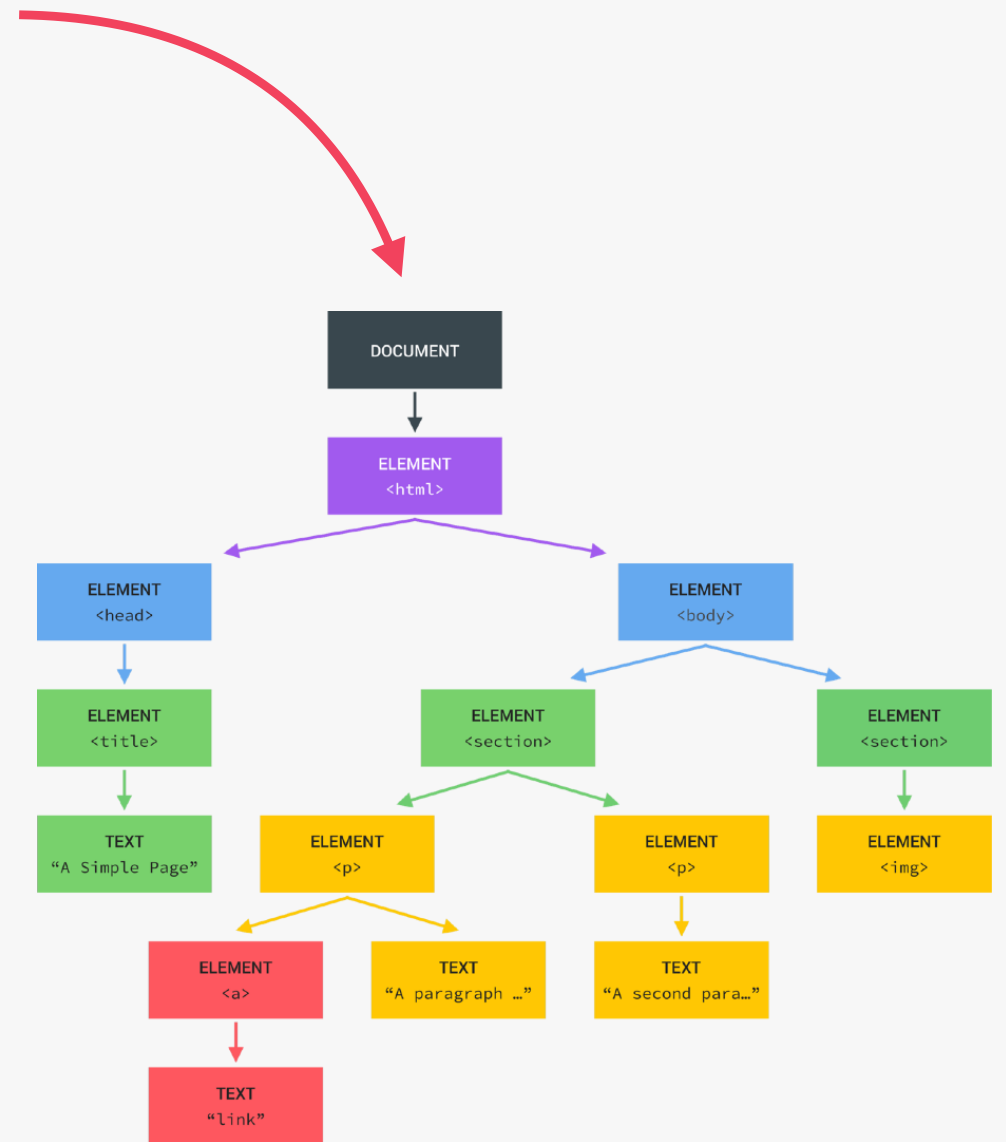 DOCUMENT
ELEMENT
<html>
ELEMENT
<head>
ELEMENT
<body>
ELEMENT
<title>
ELEMENT
<section>
ELEMENT
<section>
TEXT
“A Simple Page”
ELEMENT
<p>
ELEMENT
<p>
ELEMENT
<img>
ELEMENT
<a>
TEXT
“A paragraph …”
TEXT
“A second para…”
TEXT
“link”